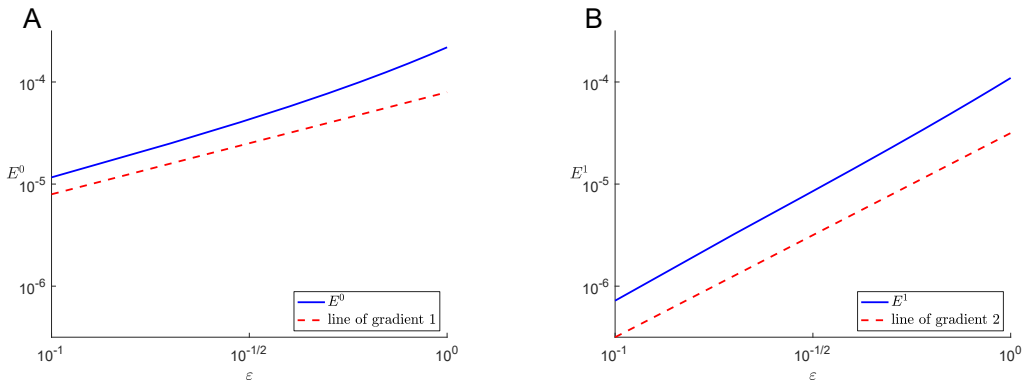 A
10^-4
10^-5
10^-6
E^0
10^-1
10^-1/2
10^0
ε
E^0
line of gradient 1
B
10^-4
10^-5
10^-6
E^1
10^-1
10^-1/2
10^0
ε
E^1
line of gradient 2